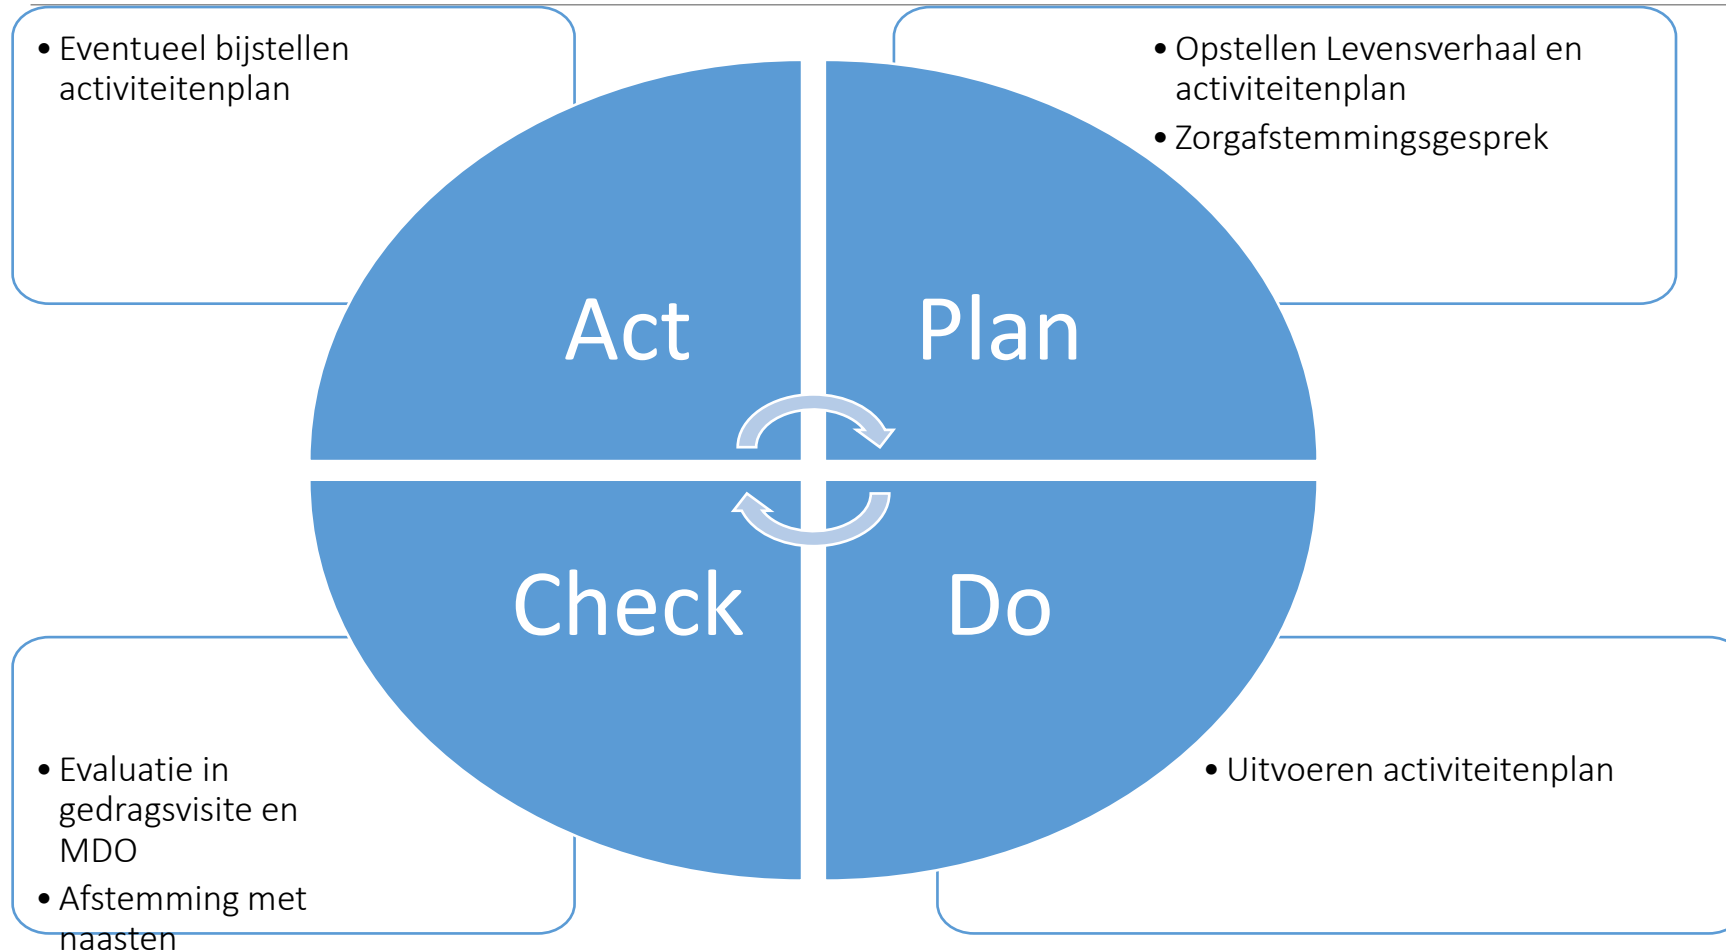 • Eventueel bijstellen
activiteitenplan
• Opstellen Levensverhaal en
activiteitenplan
• Zorgafstemmingsgesprek
Act
Plan
Check
Do
• Evaluatie in
gedragsvisite en
MDO
• Afstemming met
naasten
• Uitvoeren activiteitenplan